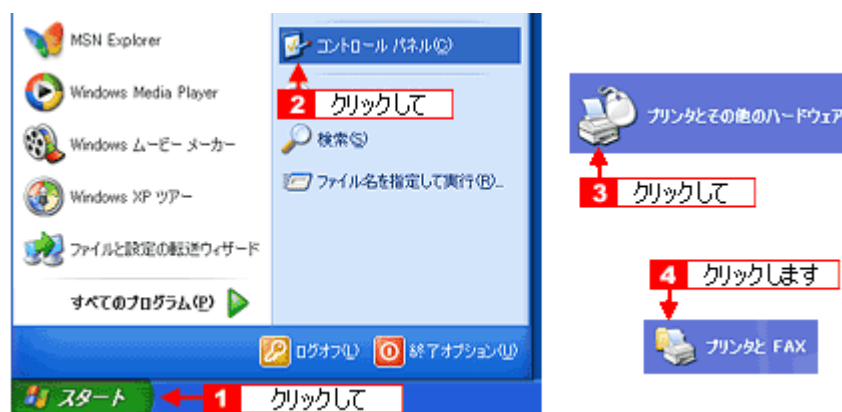 MSN Explorer
Windows Media Player
Windows ムービー メーカー
Windows XP ツアー
ファイルと設定の転送ウィザード
すべてのプログラム(P)
コントロール パネル(C)
2 クリックして
検索(S)
ファイル名を指定して実行(R)...
ログオフ(L)
終了オプション(U)
スタート
1 クリックして
プリンタとその他のハードウェア
3 クリックして
4 クリックします
プリンタと FAX